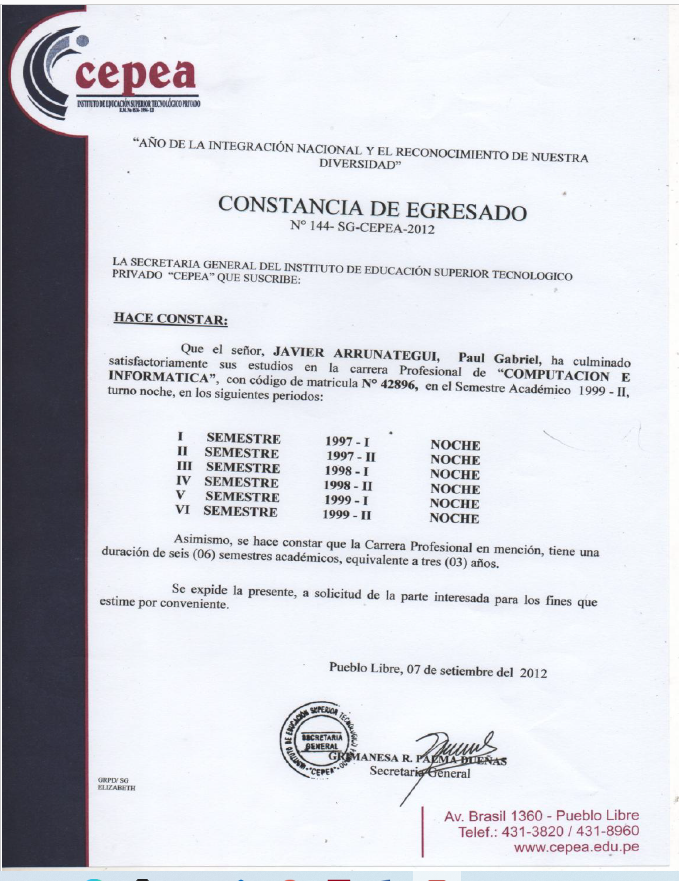 cepea
INSTITUTO DE EDUCACIÓN SUPERIOR TECNOLÓGICO PRIVADO
"AÑO DE LA INTEGRACIÓN NACIONAL Y EL RECONOCIMIENTO DE NUESTRA
DIVERSIDAD"
CONSTANCIA DE EGRESADO
Nº 144- SG-CEPEA-2012
LA SECRETARIA GENERAL DEL INSTITUTO DE EDUCACIÓN SUPERIOR TECNOLOGICO
PRIVADO "CEPEA" QUE SUSCRIBE:
HACE CONSTAR:
Que el señor, JAVIER ARRUNATEGUI, Paul Gabriel, ha culminado
satisfactoriamente sus estudios en la carrera Profesional de "COMPUTACION E
INFORMATICA", con código de matricula Nº 42896, en el Semestre Académico 1999 - II,
turno noche, en los siguientes periodos:
I SEMESTRE 1997 - I NOCHE
II SEMESTRE 1997 - II NOCHE
III SEMESTRE 1998 - I NOCHE
IV SEMESTRE 1998 - II NOCHE
V SEMESTRE 1999 - I NOCHE
VI SEMESTRE 1999 - II NOCHE
Asimismo, se hace constar que la Carrera Profesional en mención, tiene una
duración de seis (06) semestres académicos, equivalente a tres (03) años.
Se expide la presente, a solicitud de la parte interesada para los fines que
estime por conveniente.
Pueblo Libre, 07 de setiembre del 2012
INSTITUTO DE EDUCACIÓN SUPERIOR TECNOLÓGICO
SECRETARIA
GENERAL
"CEPEA"
GRIMANESA R. PALMA DUEÑAS
Secretaria General
GRPD/ SG
ELIZABETH
Av. Brasil 1360 - Pueblo Libre
Telef.: 431-3820 / 431-8960
www.cepea.edu.pe